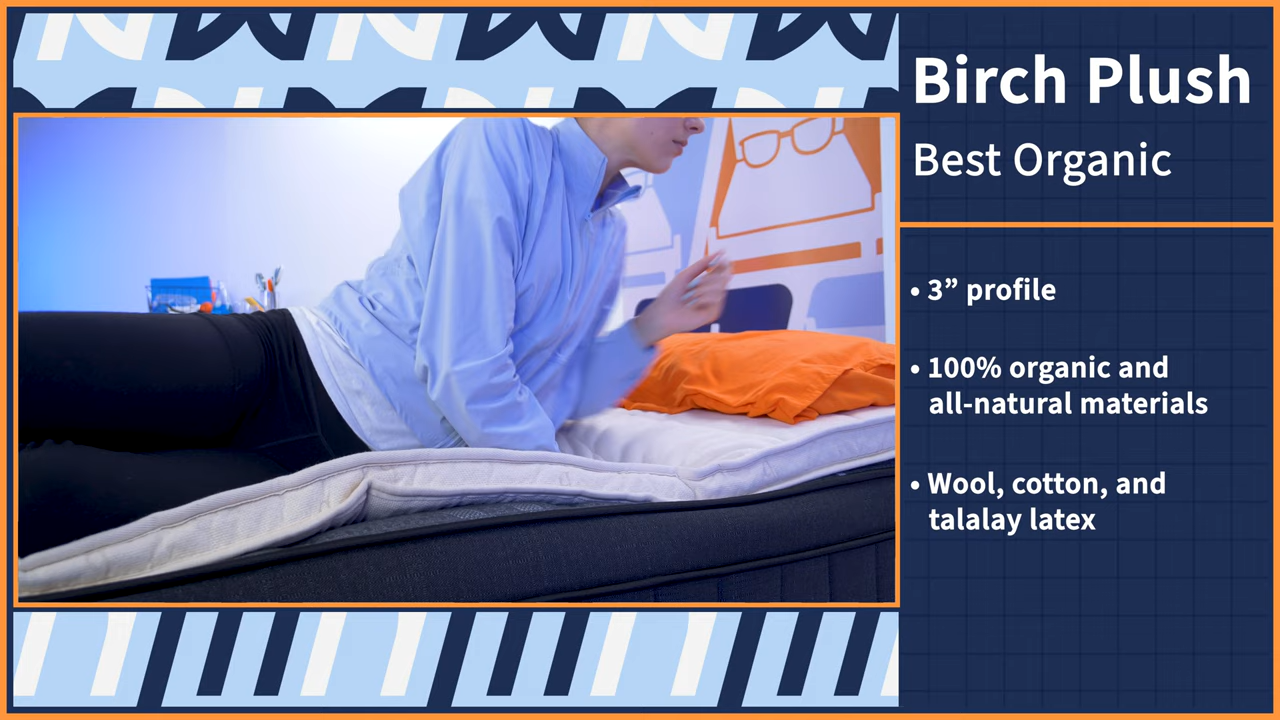 Birch Plush
Best Organic
• 3” profile
• 100% organic and
all-natural materials
• Wool, cotton, and
talalay latex